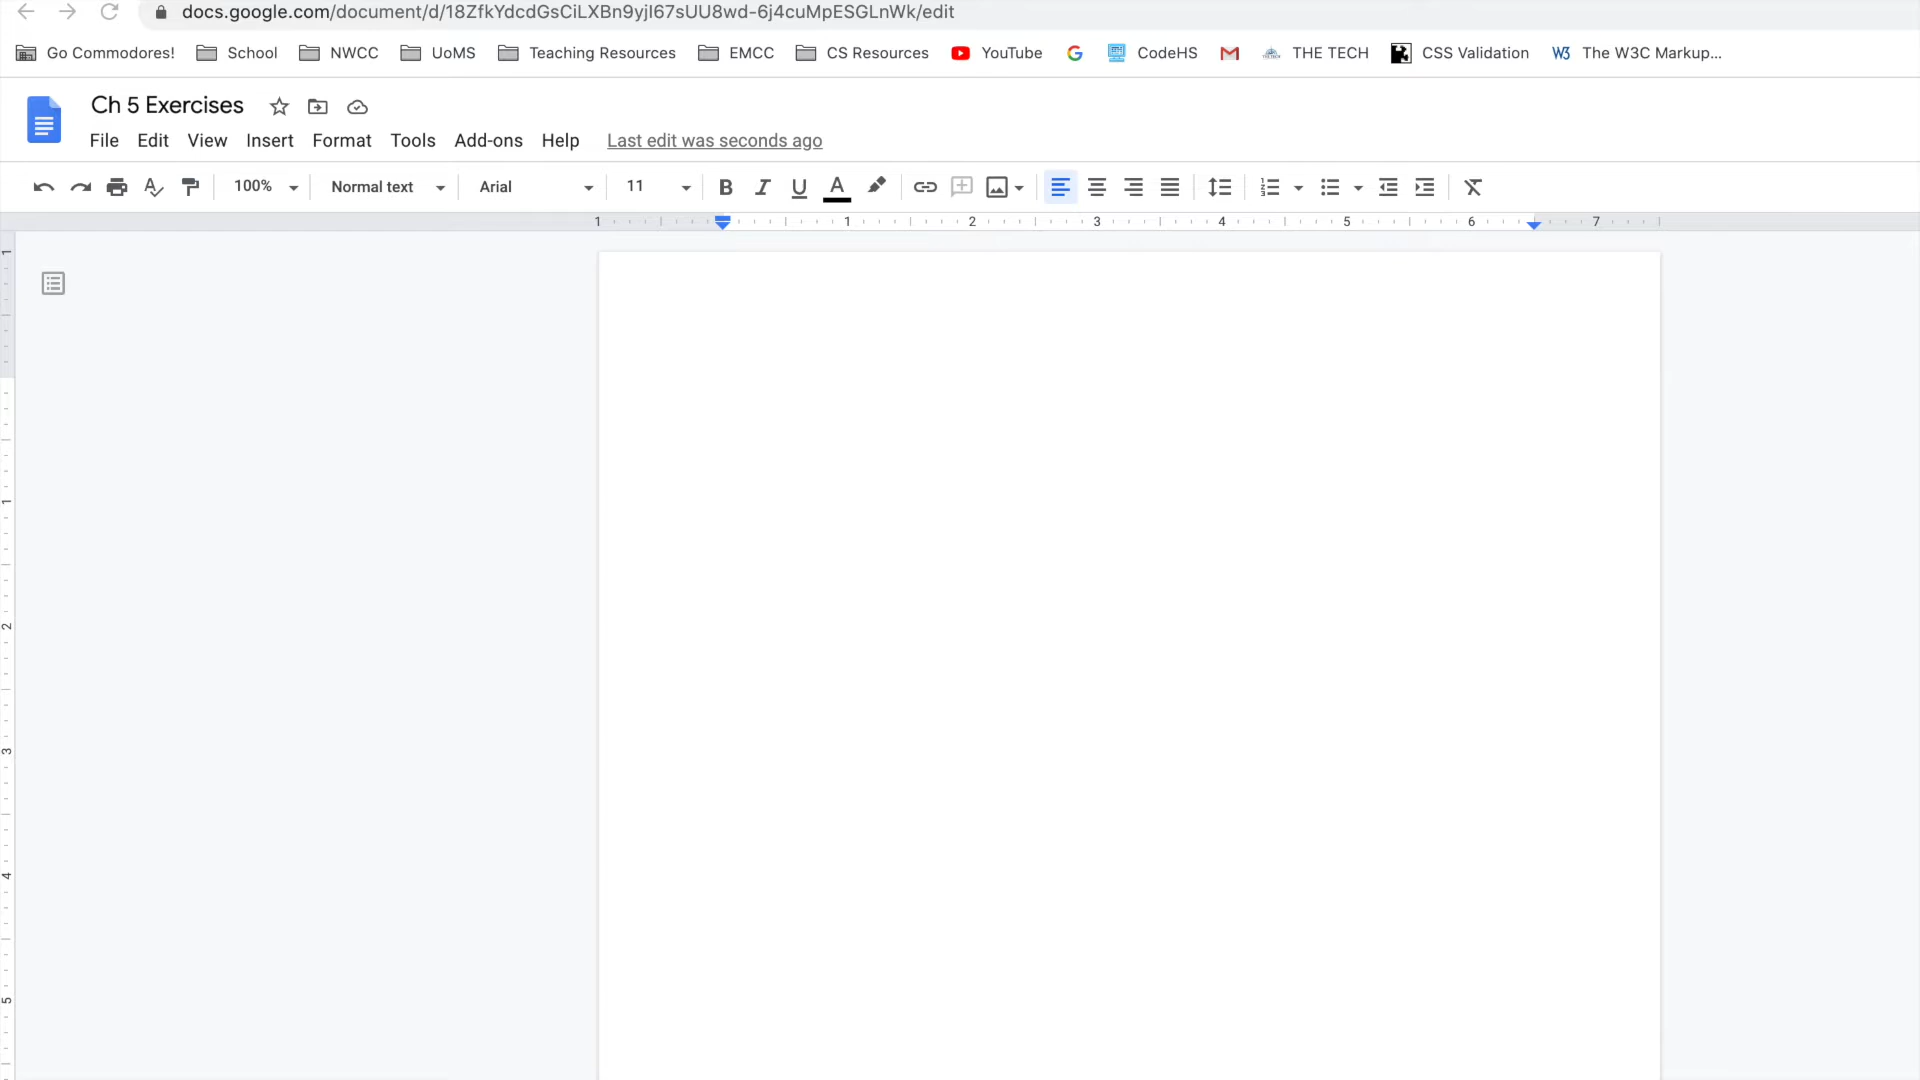 docs.google.com/document/d/18ZfkYdcdGsCiLXBn9yjI67sUU8wd-6j4cuMpESGLnWk/edit
Go Commodores! School NWCC UoMS Teaching Resources EMCC CS Resources YouTube CodeHS THE TECH CSS Validation W3 The W3C Markup...
Ch 5 Exercises
File Edit View Insert Format Tools Add-ons Help Last edit was seconds ago
100% Normal text Arial 11 B I U A
1 1 2 3 4 5 6 7
1
1
2
3
4
5